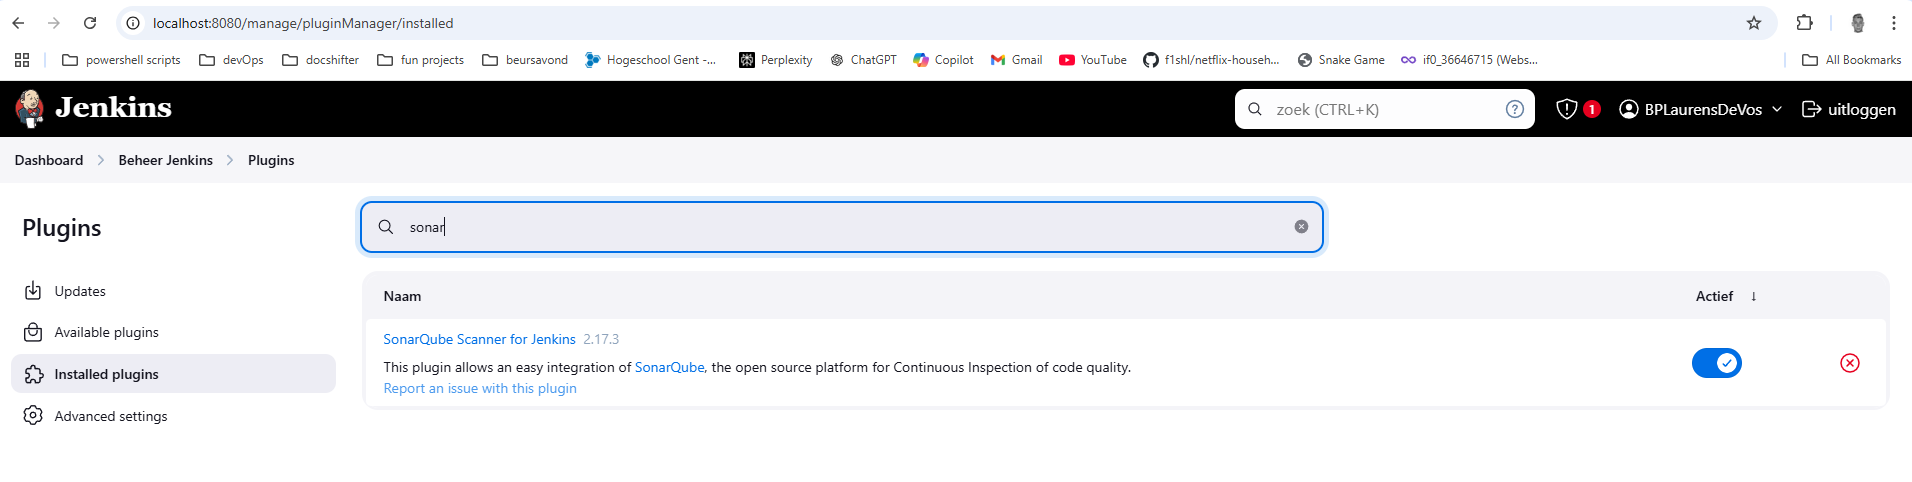 localhost:8080/manage/pluginManager/installed
powershell scripts devOps docshifter fun projects beursavond Hogeschool Gent -... Perplexity ChatGPT Copilot Gmail YouTube f1shl/netflix-househ... Snake Game if0_36646715 (Webs... All Bookmarks
Jenkins zoek (CTRL+K) 1 BPLaurensDeVos uitloggen
Dashboard Beheer Jenkins Plugins
Plugins
sonar
Updates
Available plugins
Installed plugins
Advanced settings
Naam Actief ↓
SonarQube Scanner for Jenkins 2.17.3
This plugin allows an easy integration of SonarQube, the open source platform for Continuous Inspection of code quality.
Report an issue with this plugin